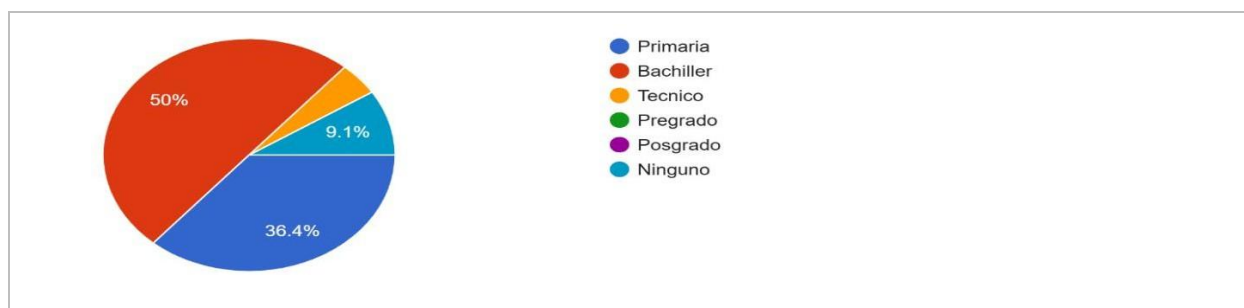 50%
9.1%
36.4%
Primaria
Bachiller
Tecnico
Pregrado
Posgrado
Ninguno